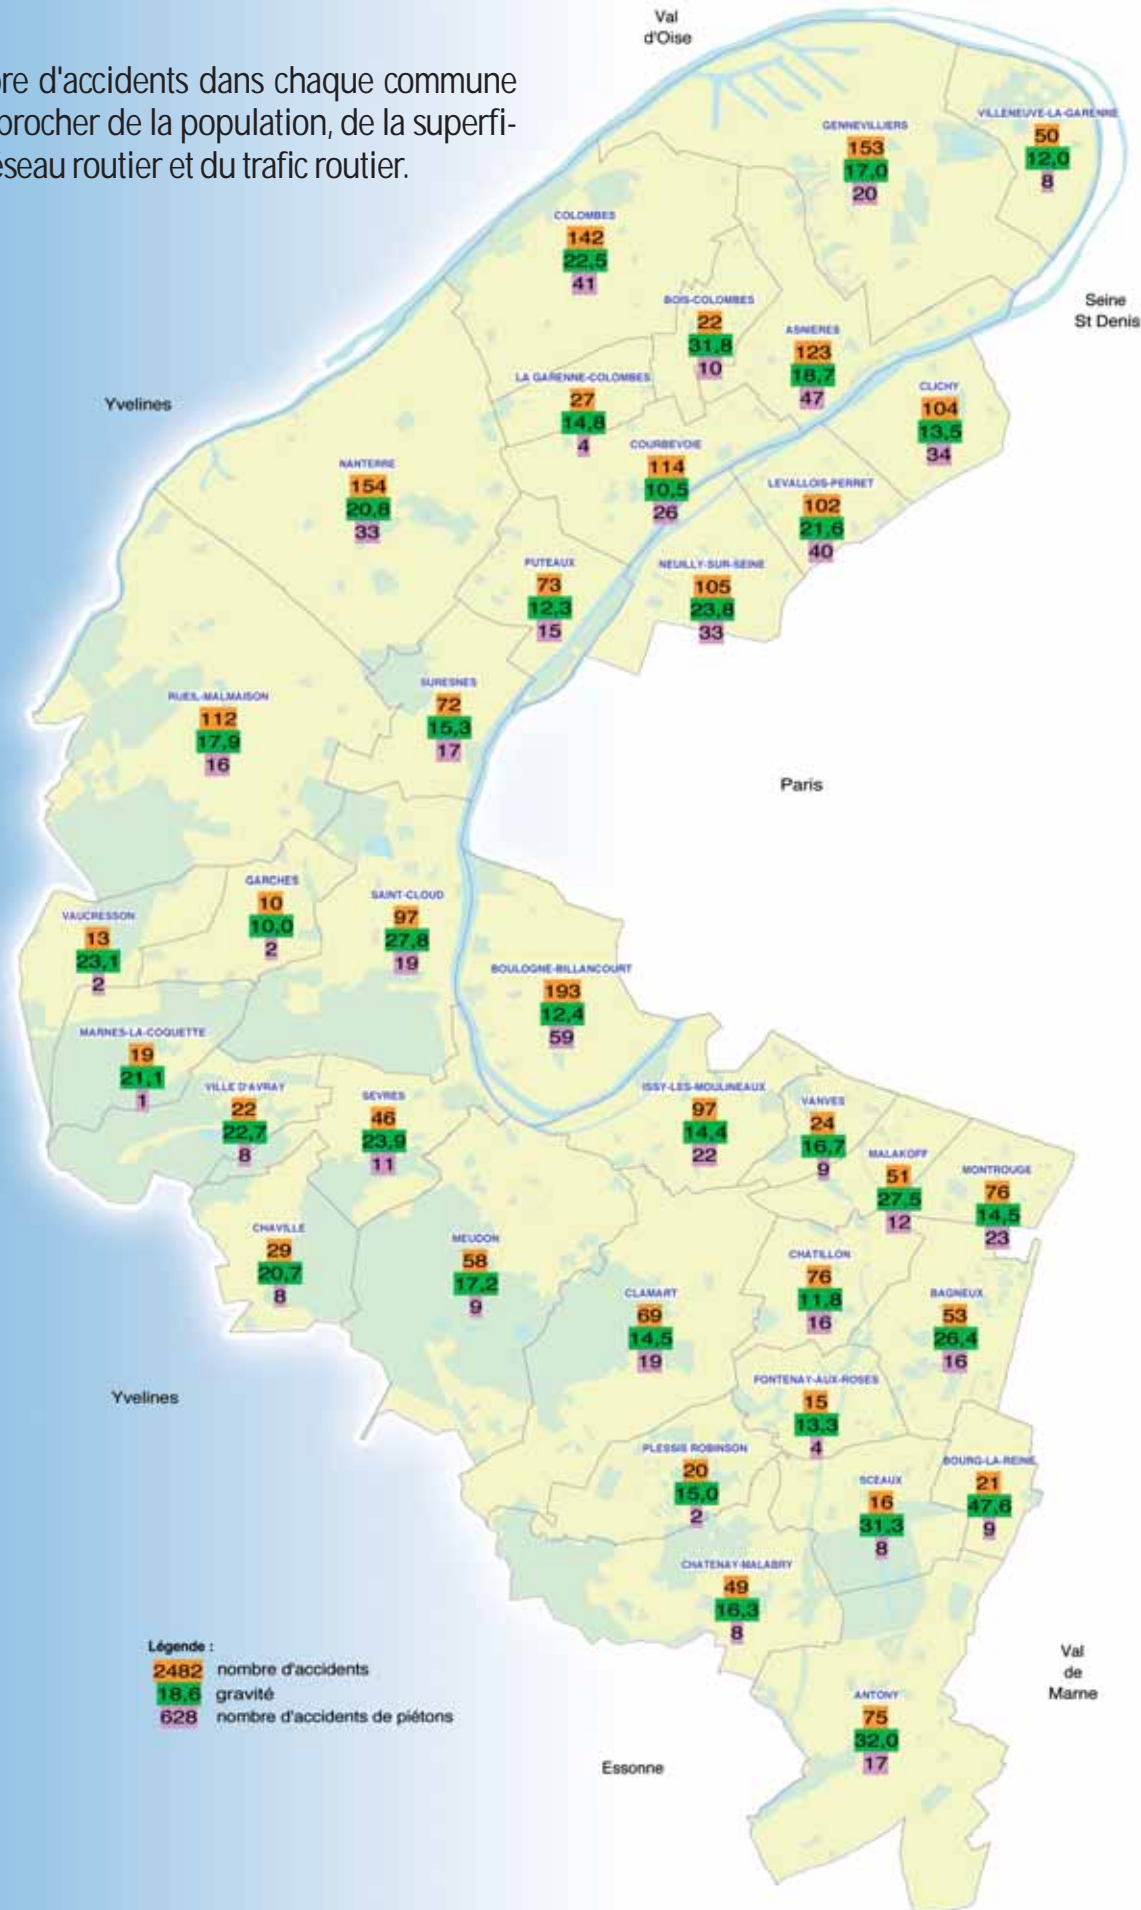 bre d'accidents dans chaque commune
procher de la population, de la superfi-
éseau routier et du trafic routier.
Val
d'Oise
VILLENEUVE-LA-GARENNE
50
12,0
8
GENNEVILLIERS
153
17,0
20
COLOMBES
142
22,5
41
Seine
St Denis
BOIS-COLOMBES
22
31,8
10
ASNIERES
123
18,7
47
LA GARENNE-COLOMBES
27
14,8
4
CLICHY
104
13,5
34
Yvelines
COURBEVOIE
114
10,5
26
NANTERRE
154
20,8
33
LEVALLOIS-PERRET
102
21,6
40
PUTEAUX
73
12,3
15
NEUILLY-SUR-SEINE
105
23,8
33
SURESNES
72
15,3
17
RUEIL-MALMAISON
112
17,9
16
Paris
GARCHES
10
10,0
2
SAINT-CLOUD
97
27,8
19
VAUCRESSON
13
23,1
2
BOULOGNE-BILLANCOURT
193
12,4
59
MARNES-LA-COQUETTE
19
21,1
1
VILLE D'AVRAY
22
22,7
8
SEVRES
46
23,9
11
ISSY-LES-MOULINEAUX
97
14,4
22
VANVES
24
16,7
9
MALAKOFF
51
27,5
12
MONTROUGE
76
14,5
23
CHAVILLE
29
20,7
8
MEUDON
58
17,2
9
CHATILLON
76
11,8
16
CLAMART
69
14,5
19
BAGNEUX
53
26,4
16
FONTENAY-AUX-ROSES
15
13,3
4
Yvelines
PLESSIS ROBINSON
20
15,0
2
SCEAUX
16
31,3
8
BOURG-LA-REINE
21
47,6
9
CHATENAY-MALABRY
49
16,3
8
Légende :
2482 nombre d'accidents
18,6 gravité
628 nombre d'accidents de piétons
Val
de
Marne
ANTONY
75
32,0
17
Essonne